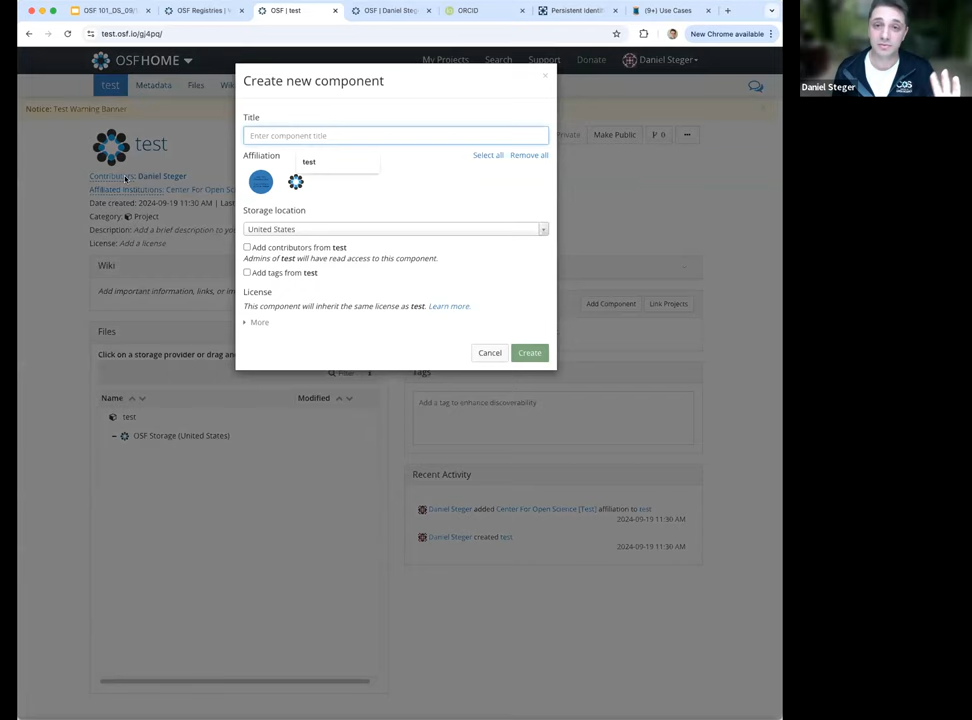 OSF 101_DS_09/
OSF Registries |
OSF | test
OSF | Daniel Steger
ORCID
Persistent Identifi
(9+) Use Cases
test.osf.io/gj4pq/
New Chrome available
OSFHOME
My Projects
Search
Support
Donate
Daniel Steger
test
Metadata
Files
Notice: Test Warning Banner
test
Private
Make Public
0
Contributors: Daniel Steger
Affiliated Institutions: Center For Open Sc
Date created: 2024-09-19 11:30 AM | Last
Category: Project
Description: Add a brief description to yo
License: Add a license
Create new component
Title
Enter component title
test
Affiliation
Select all
Remove all
Storage location
United States
Add contributors from test
Admins of test will have read access to this component.
Add tags from test
License
This component will inherit the same license as test. Learn more.
More
Cancel
Create
Wiki
Add important information, links, or im
Add Component
Link Projects
Files
Click on a storage provider or drag and
Filter
Name
Modified
test
OSF Storage (United States)
Tags
Add a tag to enhance discoverability
Recent Activity
Daniel Steger added Center For Open Science [Test] affiliation to test
2024-09-19 11:30 AM
Daniel Steger created test
2024-09-19 11:30 AM
Daniel Steger
COS